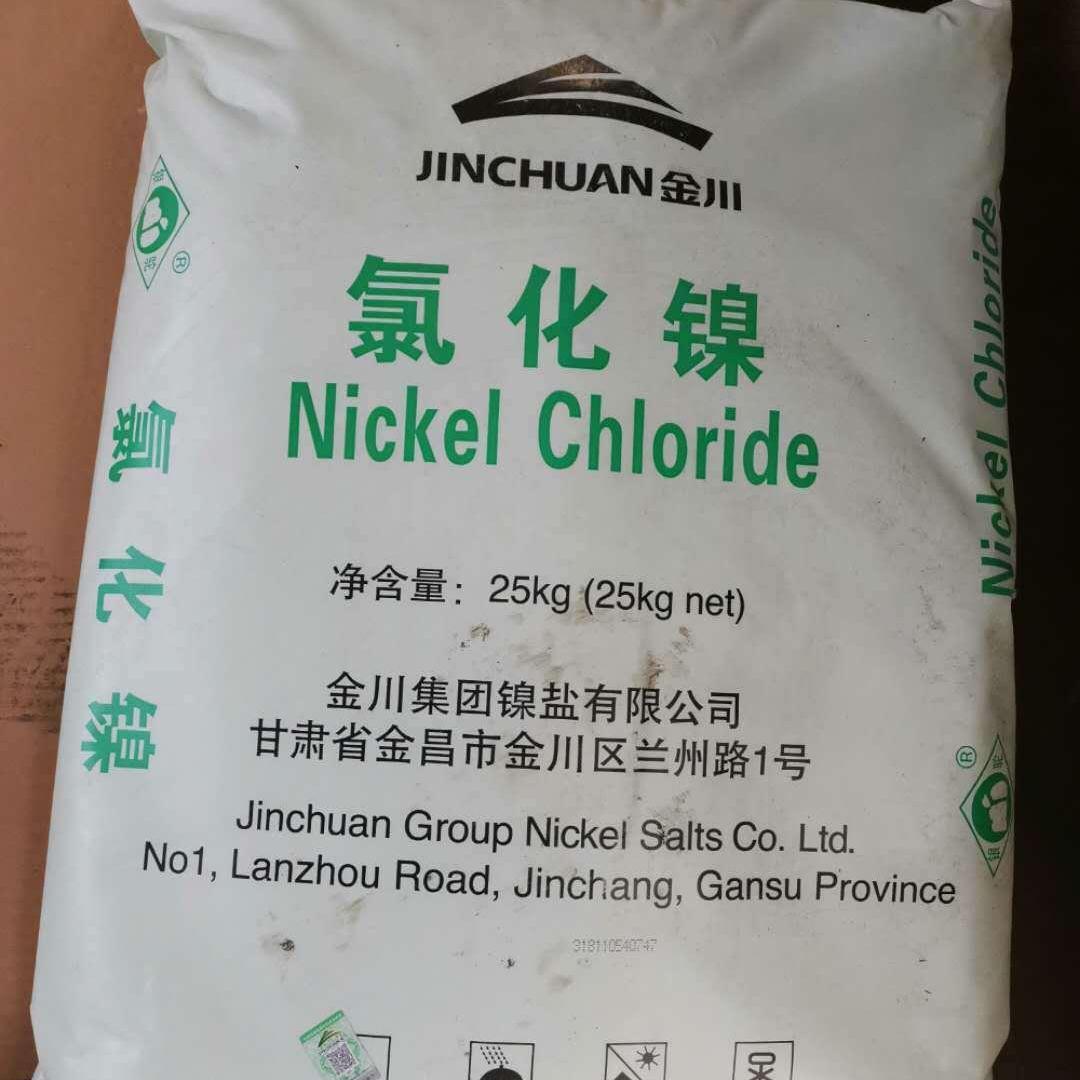 JINCHUAN金川
氯化镍
Nickel Chloride
净含量：25kg (25kg net)
金川集团镍盐有限公司
甘肃省金昌市金川区兰州路1号
Jinchuan Group Nickel Salts Co. Ltd.
No1, Lanzhou Road, Jinchang, Gansu Province
318110540747
氯化镍
®
Nickel Chloride
®